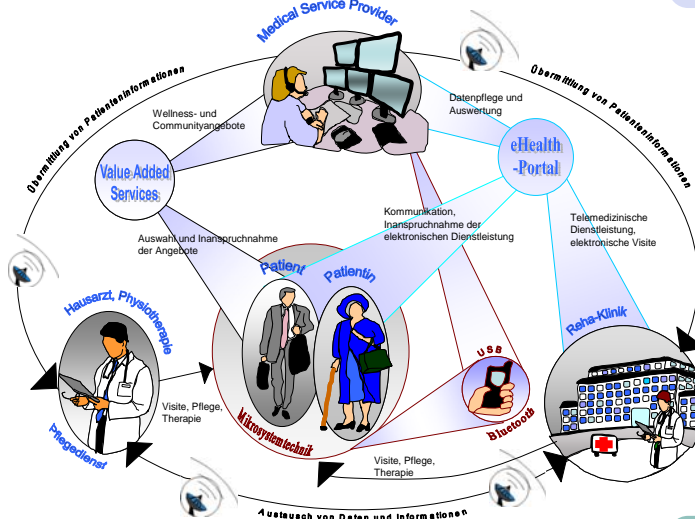 Medical Service Provider
Übermittlung von Patienteninformationen
Übermittlung von Patienteninformationen
Wellness- und
Communityangebote
Datenpflege und
Auswertung
eHealth
-Portal
Value Added
Services
Kommunikation,
Inanspruchnahme der
elektronischen Dienstleistung
Telemedizinische
Dienstleistung,
elektronische Visite
Auswahl und Inanspruchnahme
der Angebote
Patient
Patientin
Hausarzt, Physiotherapie
Reha-Klinik
USB
Bluetooth
Visite, Pflege,
Therapie
Mikrosystemtechnik
Pflegedienst
Visite, Pflege,
Therapie
Austausch von Daten und Informationen